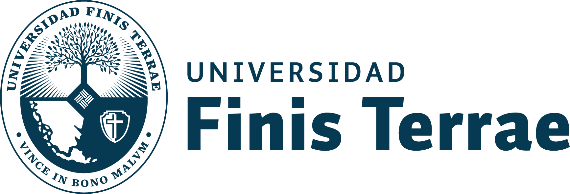 UNIVERSIDAD FINIS TERRAE
• VINCE IN BONO MALVM •
UNIVERSIDAD
Finis Terrae